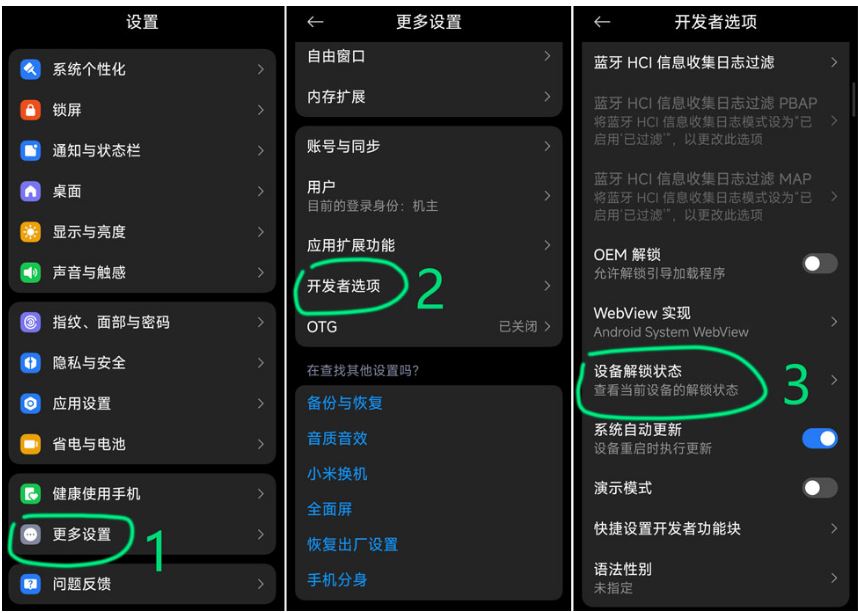 设置
系统个性化
锁屏
通知与状态栏
桌面
显示与亮度
声音与触感
指纹、面部与密码
隐私与安全
应用设置
省电与电池
健康使用手机
更多设置
1
问题反馈
更多设置
自由窗口
内存扩展
账号与同步
用户
目前的登录身份：机主
应用扩展功能
开发者选项
2
OTG
已关闭
在查找其他设置吗？
备份与恢复
音质音效
小米换机
全面屏
恢复出厂设置
手机分身
开发者选项
蓝牙 HCI 信息收集日志过滤
蓝牙 HCI 信息收集日志过滤 PBAP
将蓝牙 HCI 信息收集日志模式设为“已
启用‘已过滤’”，以更改此选项
蓝牙 HCI 信息收集日志过滤 MAP
将蓝牙 HCI 信息收集日志模式设为“已
启用‘已过滤’”，以更改此选项
OEM 解锁
允许解锁引导加载程序
WebView 实现
Android System WebView
设备解锁状态
查看当前设备的解锁状态
3
系统自动更新
设备重启时执行更新
演示模式
快捷设置开发者功能块
语法性别
未指定